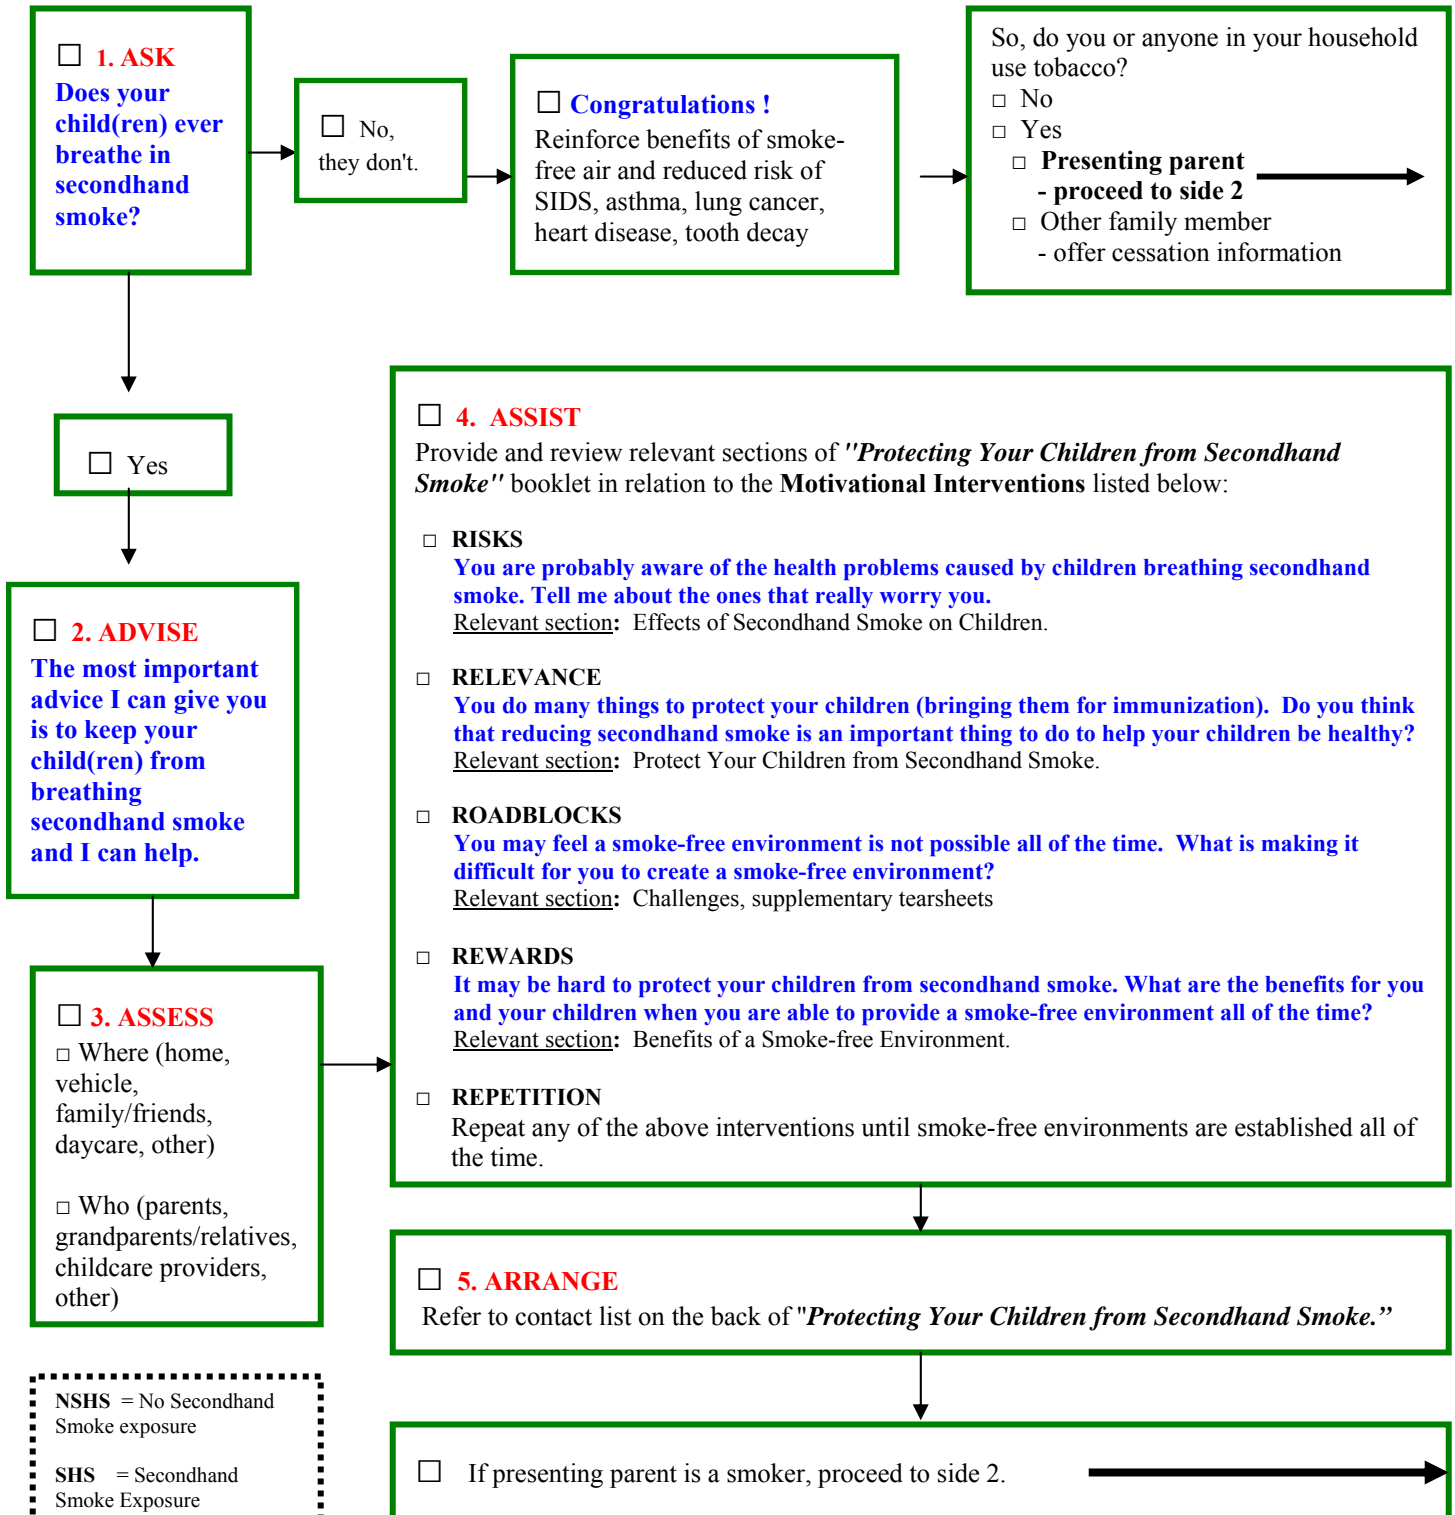 ☐ 1. ASK
Does your
child(ren) ever
breathe in
secondhand
smoke?
☐ No,
they don't.
☐ Congratulations !
Reinforce benefits of smoke-
free air and reduced risk of
SIDS, asthma, lung cancer,
heart disease, tooth decay
So, do you or anyone in your household
use tobacco?
□ No
□ Yes
□ Presenting parent
- proceed to side 2
□ Other family member
- offer cessation information
☐ Yes
☐ 2. ADVISE
The most important
advice I can give you
is to keep your
child(ren) from
breathing
secondhand smoke
and I can help.
☐ 3. ASSESS
□ Where (home,
vehicle,
family/friends,
daycare, other)
□ Who (parents,
grandparents/relatives,
childcare providers,
other)
☐ 4. ASSIST
Provide and review relevant sections of "Protecting Your Children from Secondhand
Smoke" booklet in relation to the Motivational Interventions listed below:
□ RISKS
You are probably aware of the health problems caused by children breathing secondhand
smoke. Tell me about the ones that really worry you.
Relevant section: Effects of Secondhand Smoke on Children.
□ RELEVANCE
You do many things to protect your children (bringing them for immunization). Do you think
that reducing secondhand smoke is an important thing to do to help your children be healthy?
Relevant section: Protect Your Children from Secondhand Smoke.
□ ROADBLOCKS
You may feel a smoke-free environment is not possible all of the time. What is making it
difficult for you to create a smoke-free environment?
Relevant section: Challenges, supplementary tearsheets
□ REWARDS
It may be hard to protect your children from secondhand smoke. What are the benefits for you
and your children when you are able to provide a smoke-free environment all of the time?
Relevant section: Benefits of a Smoke-free Environment.
□ REPETITION
Repeat any of the above interventions until smoke-free environments are established all of
the time.
☐ 5. ARRANGE
Refer to contact list on the back of "Protecting Your Children from Secondhand Smoke.”
☐ If presenting parent is a smoker, proceed to side 2.
NSHS = No Secondhand
Smoke exposure
SHS = Secondhand
Smoke Exposure